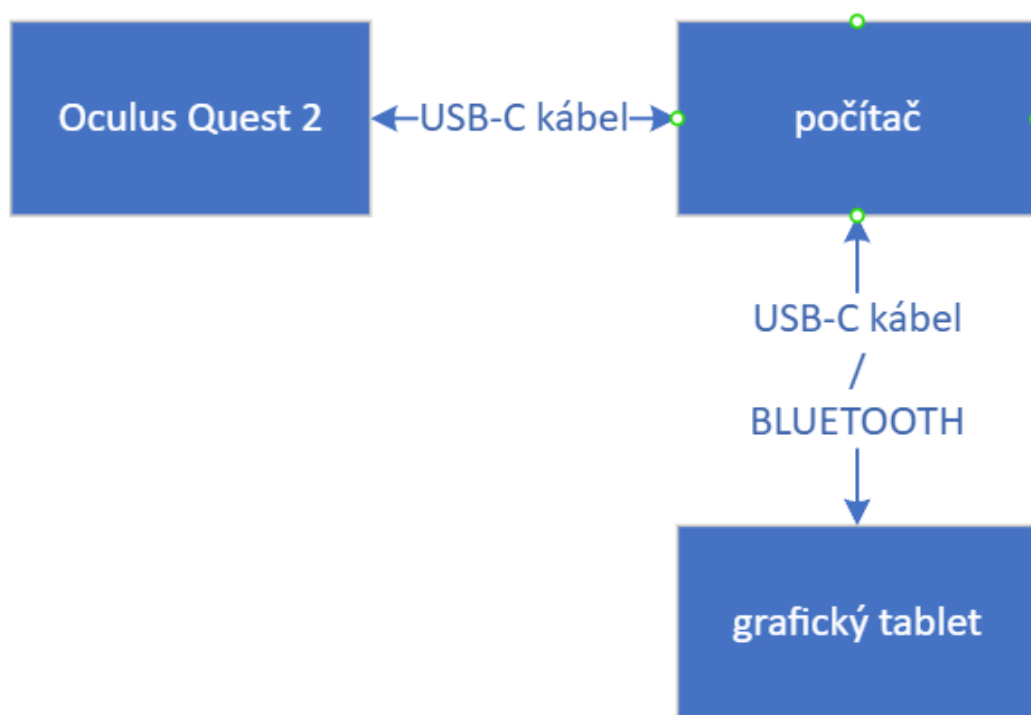 Oculus Quest 2
USB-C kábel
počítač
USB-C kábel
/
BLUETOOTH
grafický tablet